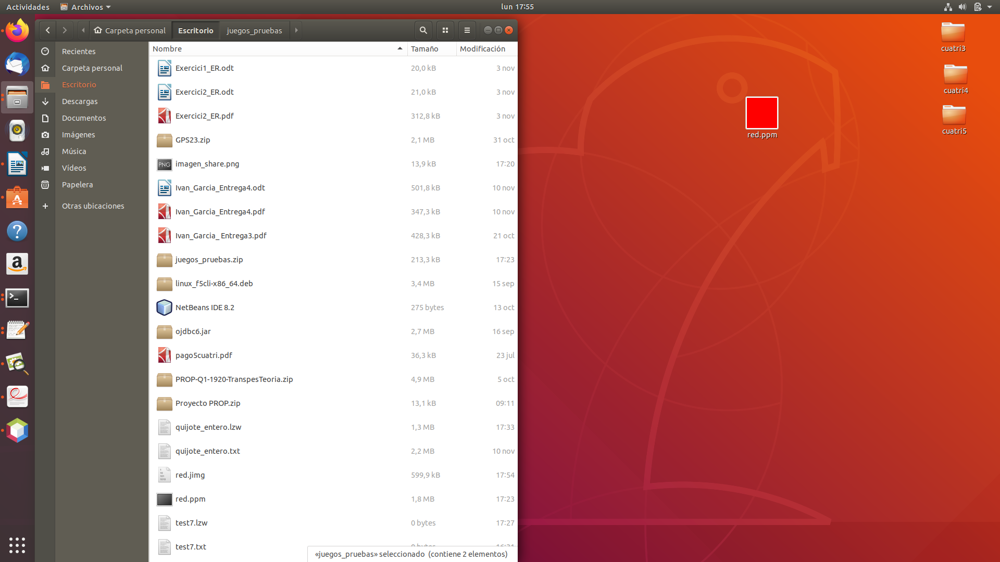 Actividades
Archivos
lun 17:55
Carpeta personal
Escritorio
juegos_pruebas
Recientes
Carpeta personal
Escritorio
Descargas
Documentos
Imágenes
Música
Vídeos
Papelera
Otras ubicaciones
Nombre Tamaño Modificación
Exercici1_ER.odt 20,0 kB 3 nov
Exercici2_ER.odt 21,0 kB 3 nov
Exercici2_ER.pdf 312,8 kB 3 nov
GPS23.zip 2,1 MB 31 oct
PNG imagen_share.png 13,9 kB 17:20
Ivan_Garcia_Entrega4.odt 501,8 kB 10 nov
Ivan_Garcia_Entrega4.pdf 347,3 kB 10 nov
Ivan_Garcia_ Entrega3.pdf 428,3 kB 21 oct
juegos_pruebas.zip 213,3 kB 17:23
linux_f5cli-x86_64.deb 3,4 MB 15 sep
NetBeans IDE 8.2 275 bytes 13 oct
ojdbc6.jar 2,7 MB 16 sep
pago5cuatri.pdf 36,3 kB 23 jul
PROP-Q1-1920-TranspesTeoria.zip 4,9 MB 5 oct
Proyecto PROP.zip 13,1 kB 09:11
quijote_entero.lzw 1,3 MB 17:33
quijote_entero.txt 2,2 MB 10 nov
red.jimg 599,9 kB 17:54
red.ppm 1,8 MB 17:23
test7.lzw 0 bytes 17:27
test7.txt
«juegos_pruebas» seleccionado (contiene 2 elementos)
red.ppm
cuatri3
cuatri4
cuatri5